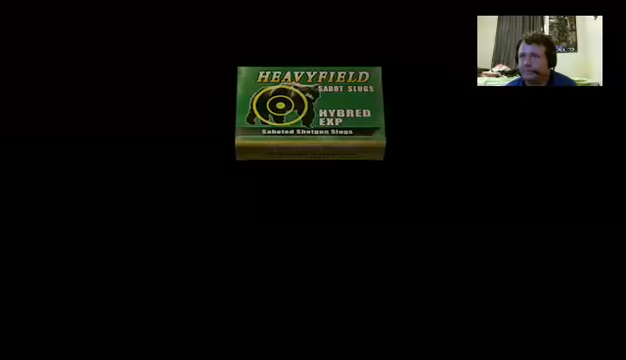 HEAVYFIELD
SABOT SLUGS
HYBRED
EXP
Saboted Shotgun Slugs